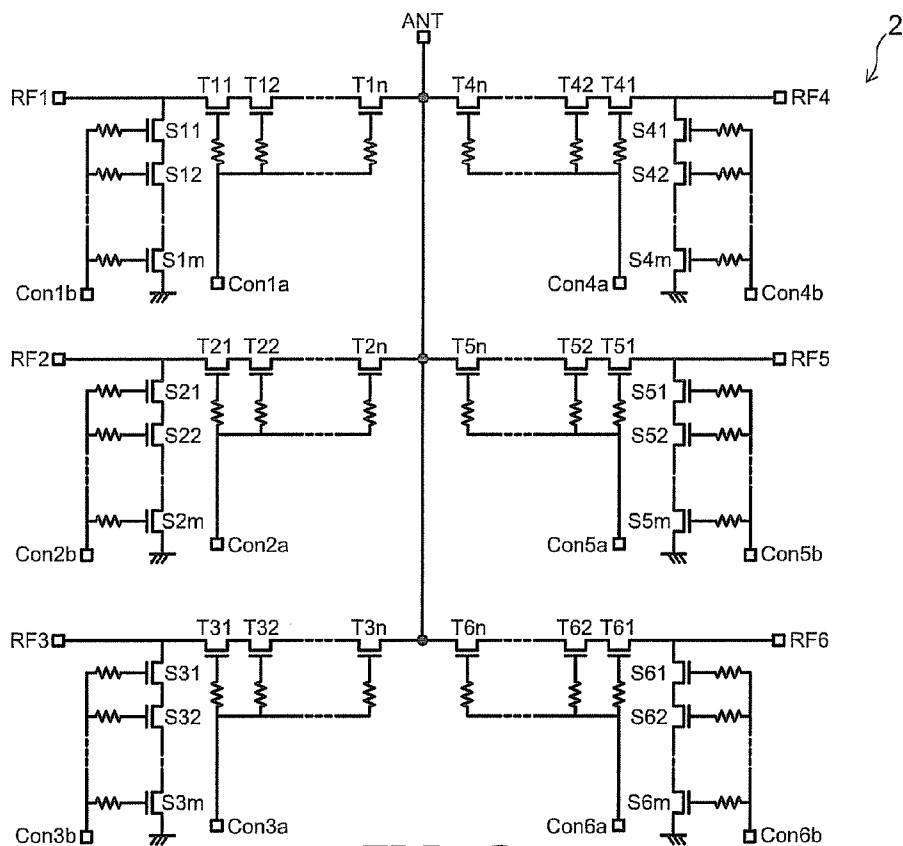 ANT
2
RF1 T11 T12 T1n T4n T42 T41 RF4
S11 S41
S12 S42
S1m S4m
Con1b Con1a Con4a Con4b
RF2 T21 T22 T2n T5n T52 T51 RF5
S21 S51
S22 S52
S2m S5m
Con2b Con2a Con5a Con5b
RF3 T31 T32 T3n T6n T62 T61 RF6
S31 S61
S32 S62
S3m S6m
Con3b Con3a Con6a Con6b